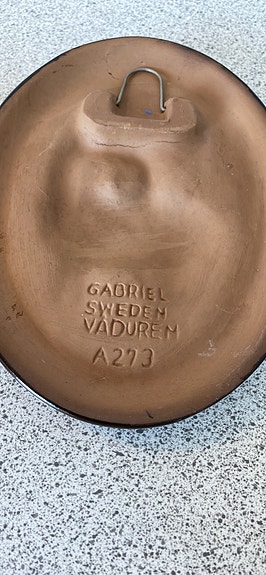 GABRIEL
SWEDEN
VADUREM
A273